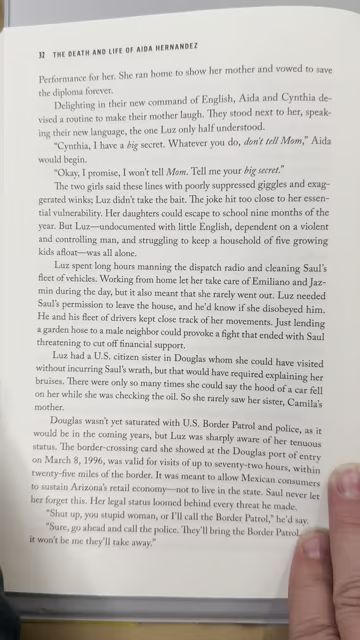 32 THE DEATH AND LIFE OF AIDA HERNANDEZ
Performance for her. She ran home to show her mother and vowed to save
the diploma forever.
Delighting in their new command of English, Aida and Cynthia de-
vised a routine to make their mother laugh. They stood next to her, speak-
ing their new language, the one Luz only half understood.
"Cynthia, I have a big secret. Whatever you do, don't tell Mom," Aida
would begin.
"Okay, I promise, I won't tell Mom. Tell me your big secret."
The two girls said these lines with poorly suppressed giggles and exag-
gerated winks; Luz didn't take the bait. The joke hit too close to her essen-
tial vulnerability. Her daughters could escape to school nine months of the
year. But Luz—undocumented with little English, dependent on a violent
and controlling man, and struggling to keep a household of five growing
kids afloat—was all alone.
Luz spent long hours manning the dispatch radio and cleaning Saul's
fleet of vehicles. Working from home let her take care of Emiliano and Jaz-
min during the day, but it also meant that she rarely went out. Luz needed
Saul's permission to leave the house, and he'd know if she disobeyed him.
He and his fleet of drivers kept close track of her movements. Just lending
a garden hose to a male neighbor could provoke a fight that ended with Saul
threatening to cut off financial support.
Luz had a U.S. citizen sister in Douglas whom she could have visited
without incurring Saul's wrath, but that would have required explaining her
bruises. There were only so many times she could say the hood of a car fell
on her while she was checking the oil. So she rarely saw her sister, Camila's
mother.
Douglas wasn't yet saturated with U.S. Border Patrol and police, as it
would be in the coming years, but Luz was sharply aware of her tenuous
status. The border-crossing card she showed at the Douglas port of entry
on March 8, 1996, was valid for visits of up to seventy-two hours, within
twenty-five miles of the border. It was meant to allow Mexican consumers
to sustain Arizona's retail economy—not to live in the state. Saul never let
her forget this. Her legal status loomed behind every threat he made.
"Shut up, you stupid woman, or I'll call the Border Patrol," he'd say.
"Sure, go ahead and call the police. They'll bring the Border Patrol,
it won't be me they'll take away."